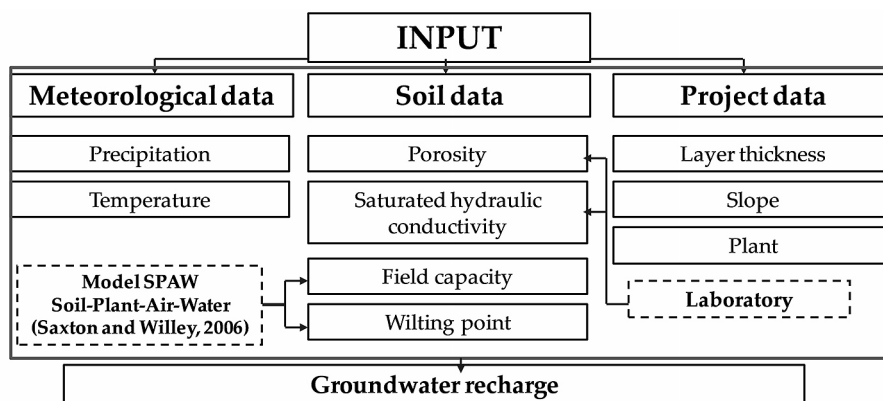 INPUT
Meteorological data
Soil data
Project data
Precipitation
Porosity
Layer thickness
Temperature
Saturated hydraulic
conductivity
Slope
Plant
Model SPAW
Soil-Plant-Air-Water
(Saxton and Willey, 2006)
Field capacity
Wilting point
Laboratory
Groundwater recharge